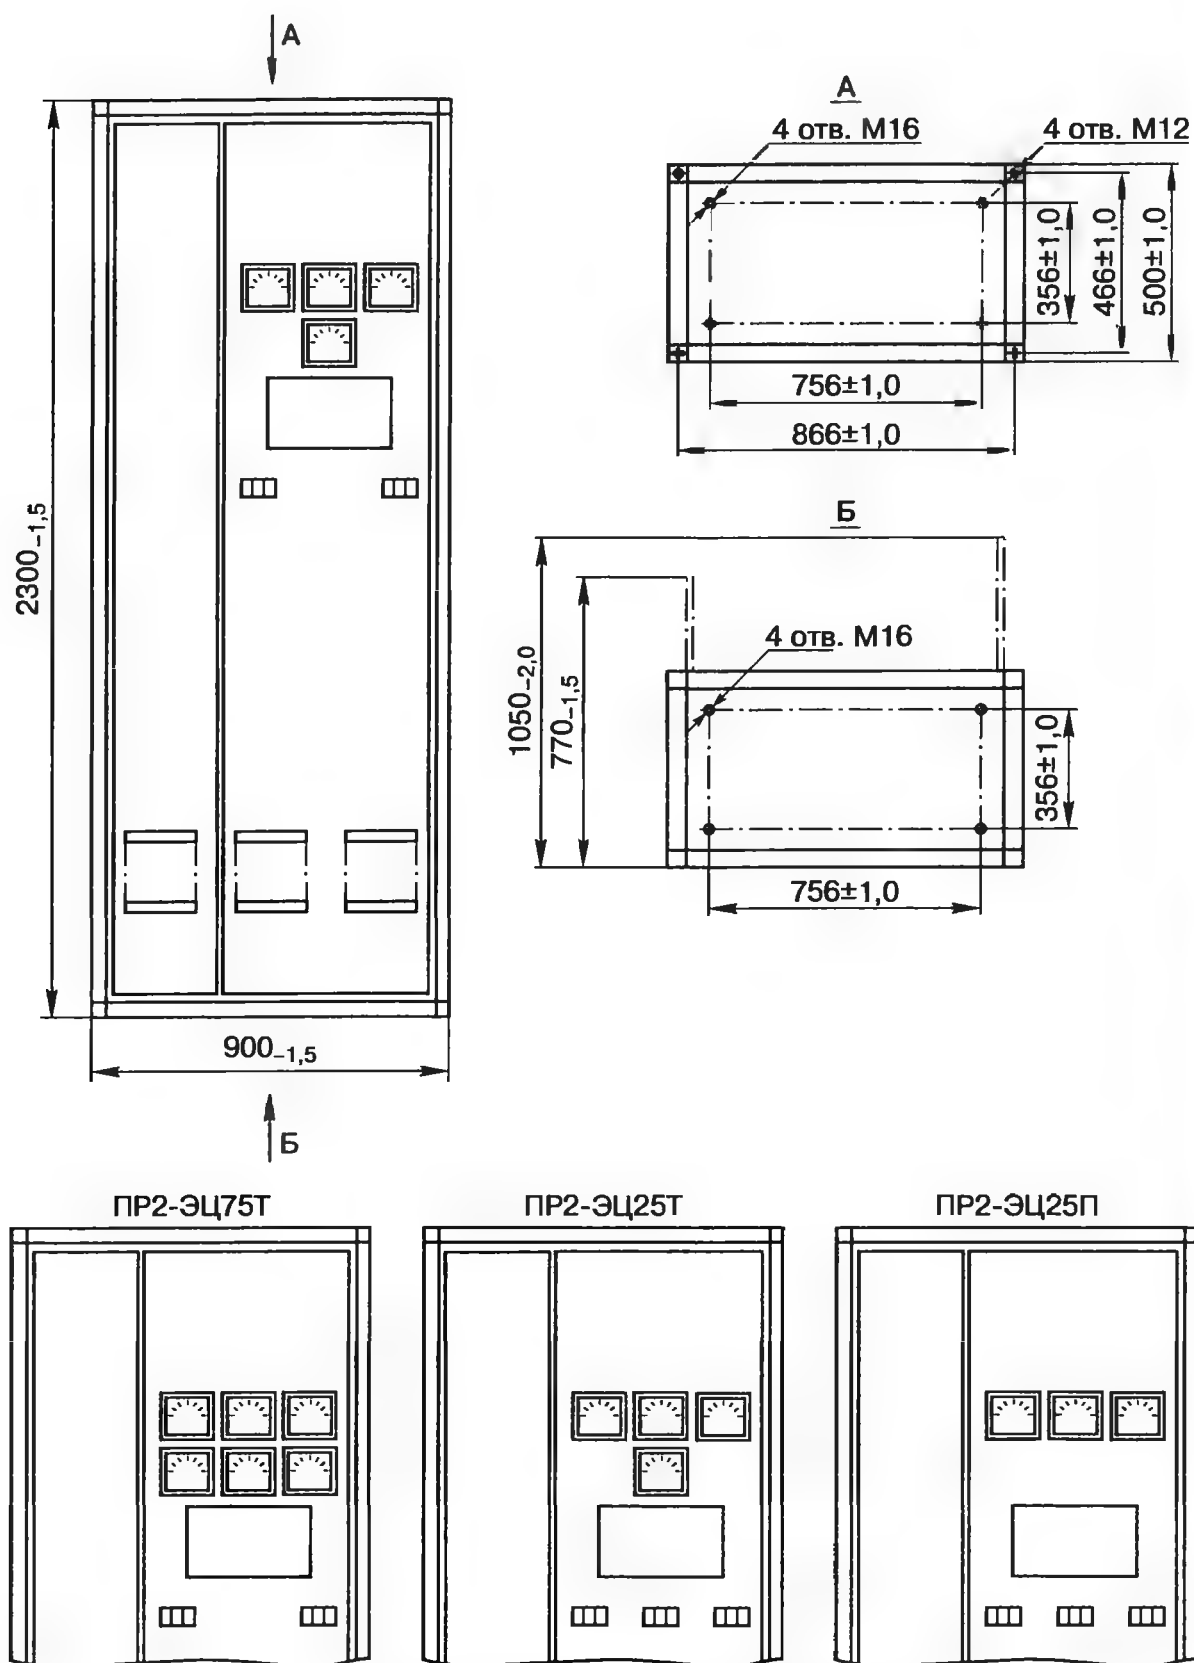 А
2300–1,5
900–1,5
Б
А
4 отв. М16
4 отв. М12
356±1,0
466±1,0
500±1,0
756±1,0
866±1,0
Б
1050–2,0
770–1,5
4 отв. М16
356±1,0
756±1,0
ПР2-ЭЦ75Т
ПР2-ЭЦ25Т
ПР2-ЭЦ25П